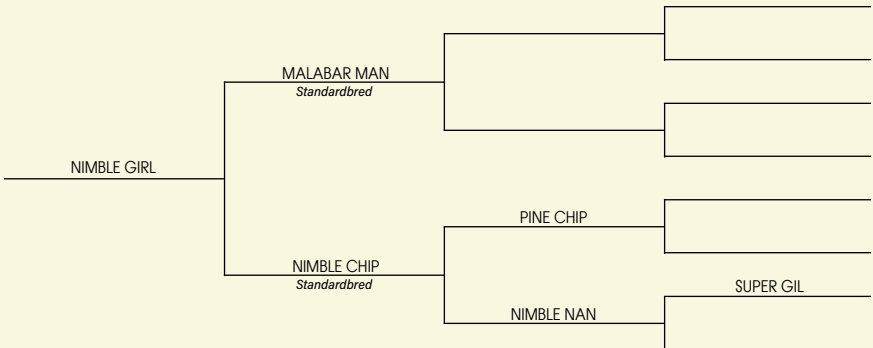 MALABAR MAN
Standardbred
NIMBLE GIRL
PINE CHIP
NIMBLE CHIP
Standardbred
SUPER GIL
NIMBLE NAN